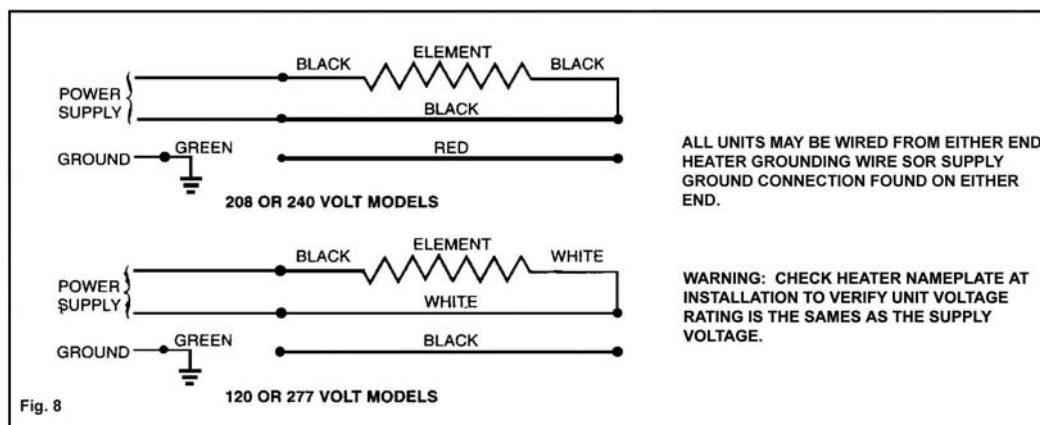 BLACK ELEMENT BLACK
POWER SUPPLY
BLACK
GROUND GREEN RED
208 OR 240 VOLT MODELS
ALL UNITS MAY BE WIRED FROM EITHER END
HEATER GROUNDING WIRE SOR SUPPLY
GROUND CONNECTION FOUND ON EITHER
END.
BLACK ELEMENT WHITE
POWER SUPPLY
WHITE
GROUND GREEN BLACK
120 OR 277 VOLT MODELS
WARNING: CHECK HEATER NAMEPLATE AT
INSTALLATION TO VERIFY UNIT VOLTAGE
RATING IS THE SAMES AS THE SUPPLY
VOLTAGE.
Fig. 8